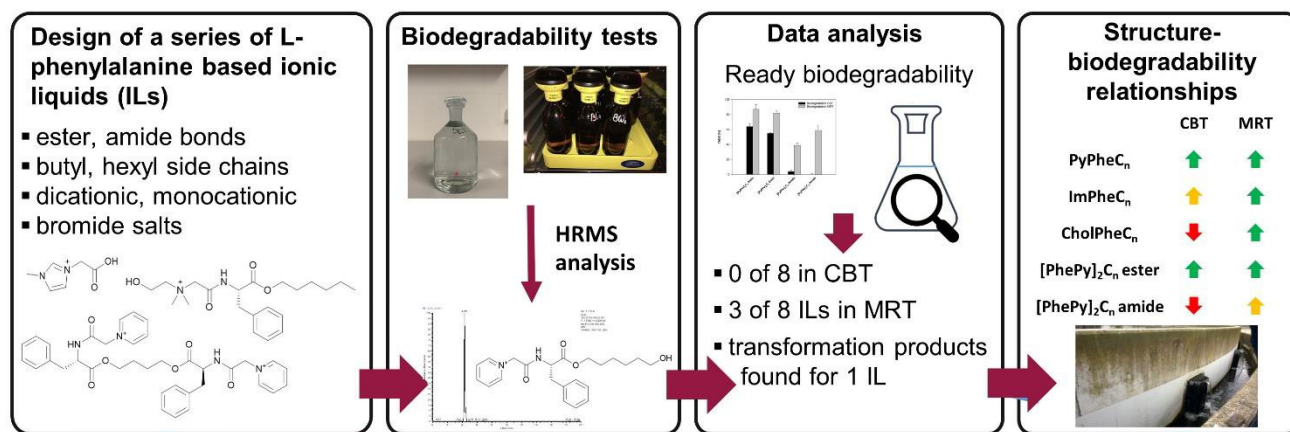 Design of a series of L-
phenylalanine based ionic
liquids (ILs)
▪ ester, amide bonds
▪ butyl, hexyl side chains
▪ dicationic, monocationic
▪ bromide salts
Biodegradability tests
HRMS
analysis
Data analysis
Ready biodegradability
▪ 0 of 8 in CBT
▪ 3 of 8 ILs in MRT
▪ transformation products
found for 1 IL
Structure-
biodegradability
relationships
CBT MRT
PyPheCn
ImPheCn
CholPheCn
[PhePy]2Cn ester
[PhePy]2Cn amide